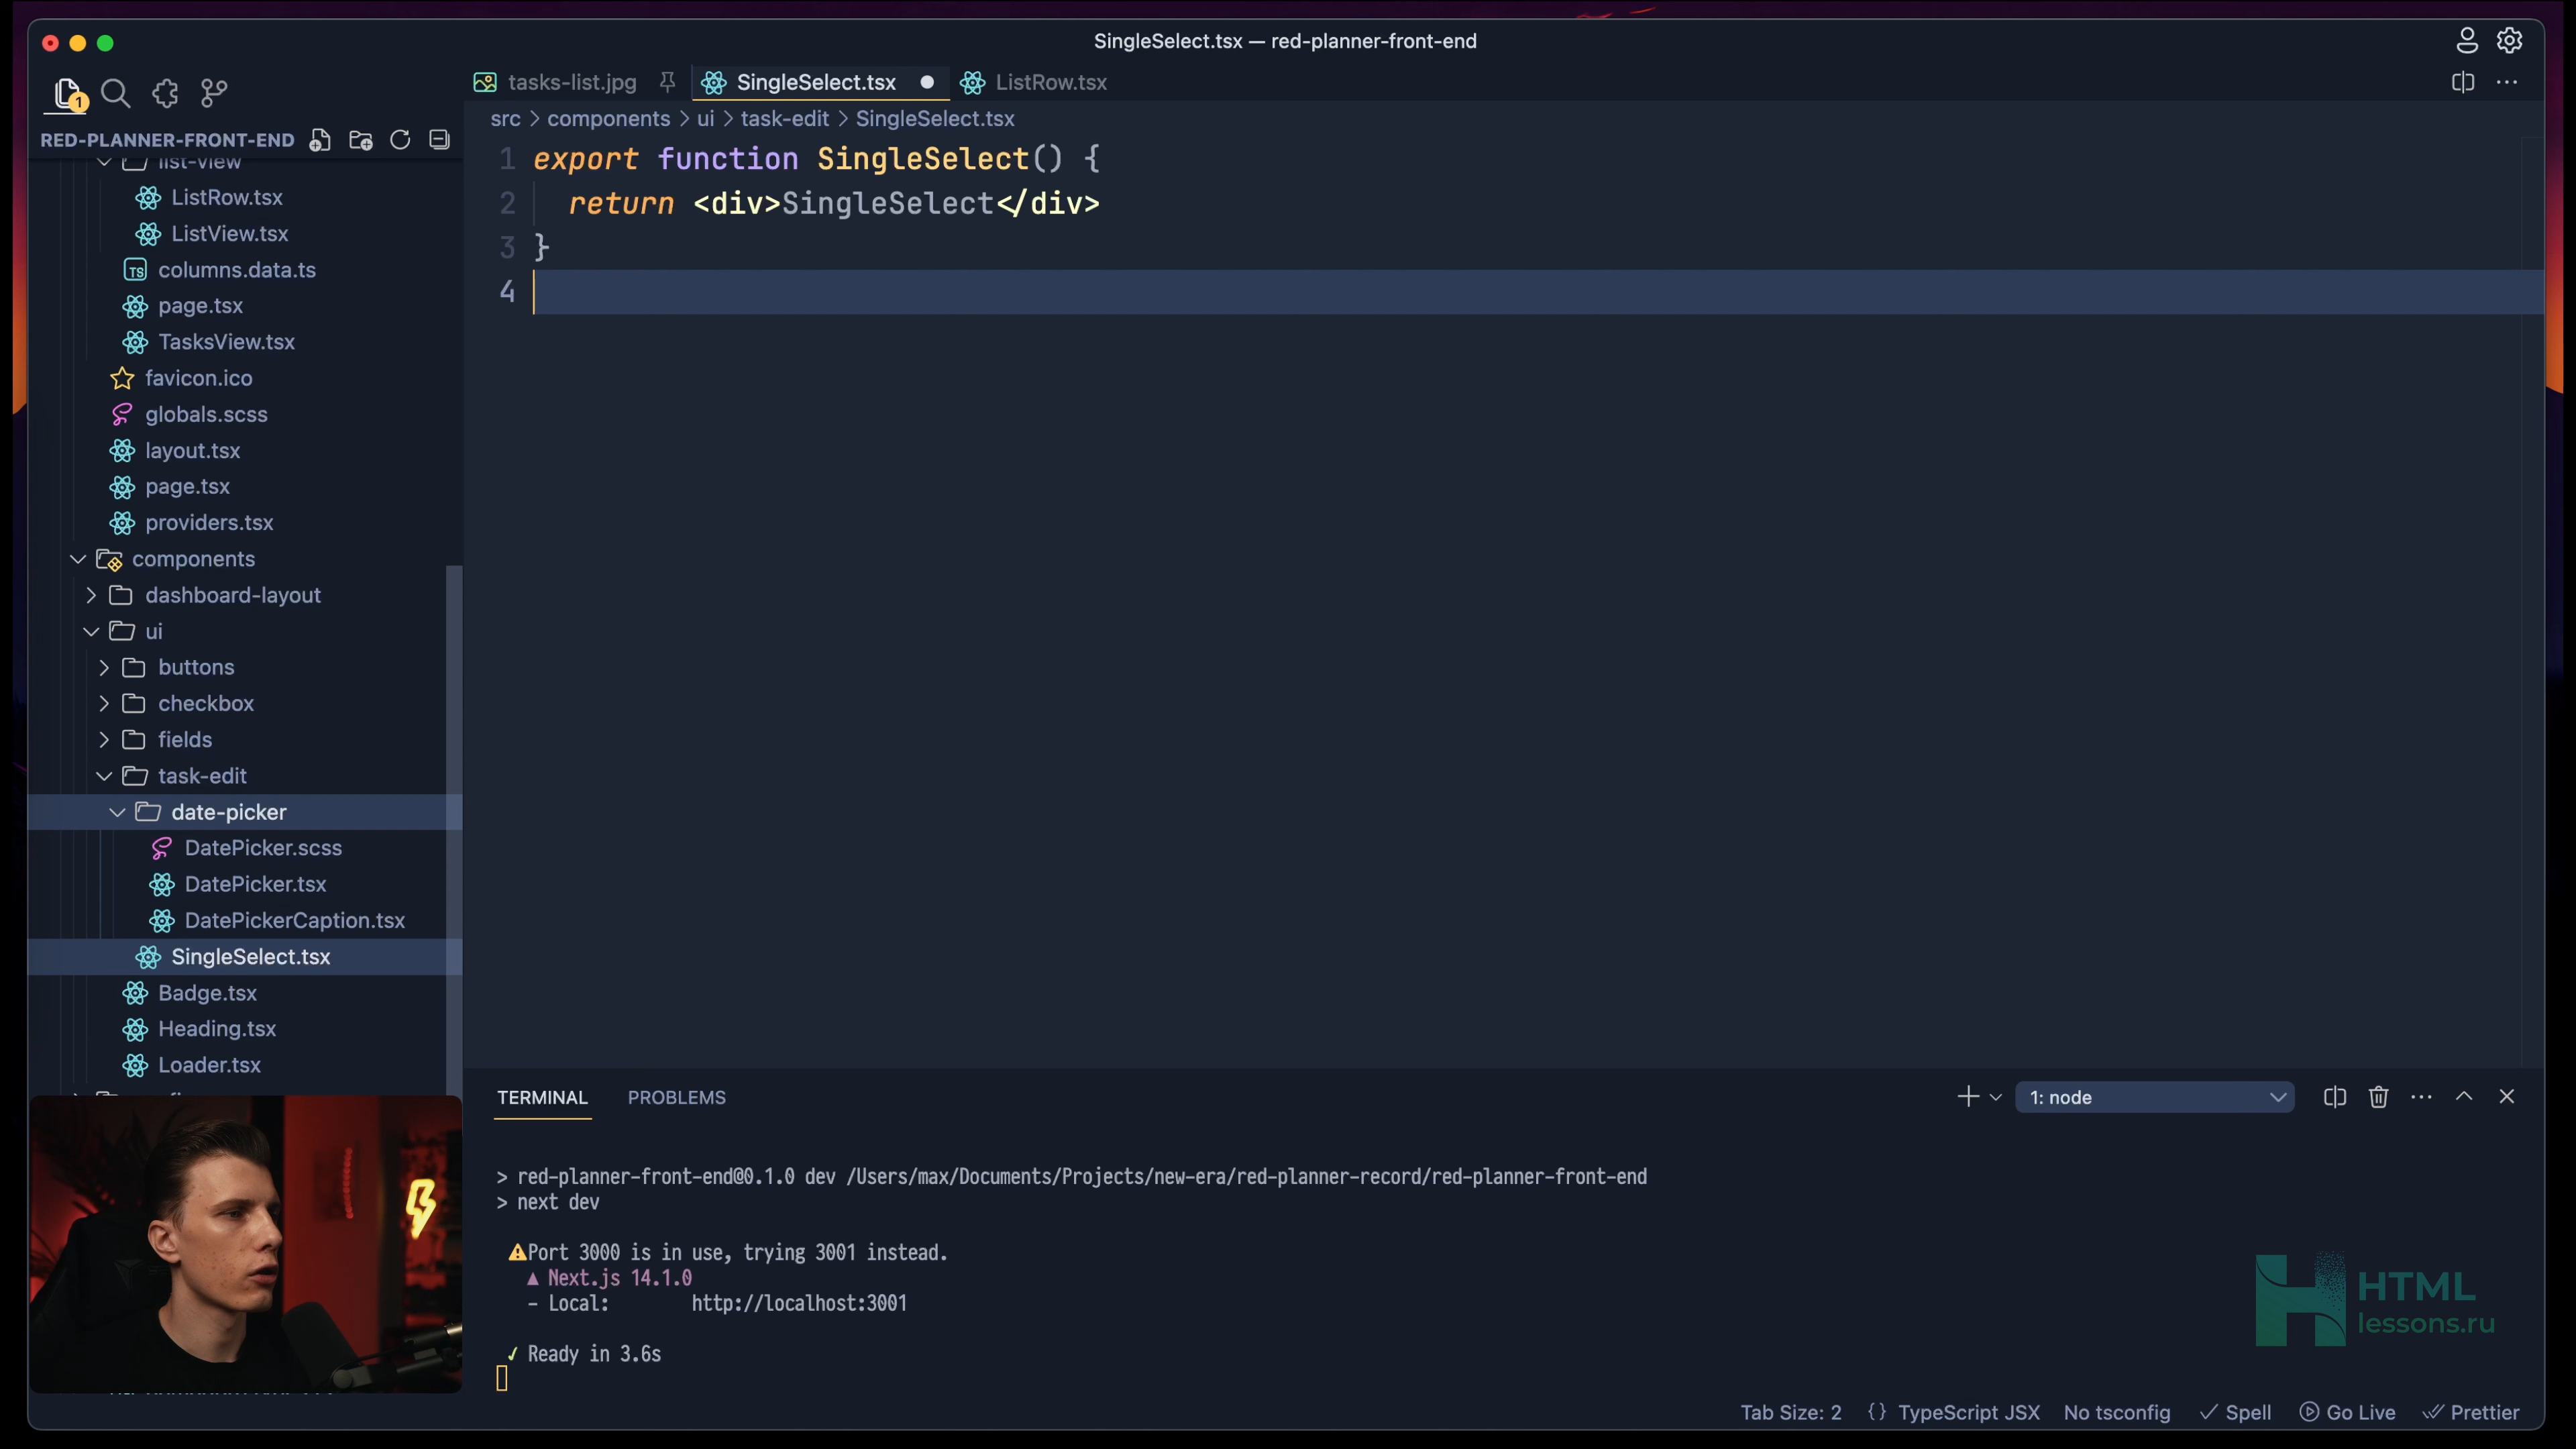 SingleSelect.tsx — red-planner-front-end
1
tasks-list.jpg
SingleSelect.tsx
ListRow.tsx
RED-PLANNER-FRONT-END
src > components > ui > task-edit > SingleSelect.tsx
list-view
ListRow.tsx
ListView.tsx
TS columns.data.ts
page.tsx
TasksView.tsx
favicon.ico
globals.scss
layout.tsx
page.tsx
providers.tsx
components
dashboard-layout
ui
buttons
checkbox
fields
task-edit
date-picker
DatePicker.scss
DatePicker.tsx
DatePickerCaption.tsx
SingleSelect.tsx
Badge.tsx
Heading.tsx
Loader.tsx
1 export function SingleSelect() {
2 return <div>SingleSelect</div>
3 }
4
TERMINAL PROBLEMS
1: node
> red-planner-front-end@0.1.0 dev /Users/max/Documents/Projects/new-era/red-planner-record/red-planner-front-end
> next dev
⚠Port 3000 is in use, trying 3001 instead.
▲ Next.js 14.1.0
- Local: http://localhost:3001
✓ Ready in 3.6s
HTML
lessons.ru
Tab Size: 2 {} TypeScript JSX No tsconfig ✓ Spell Go Live Prettier